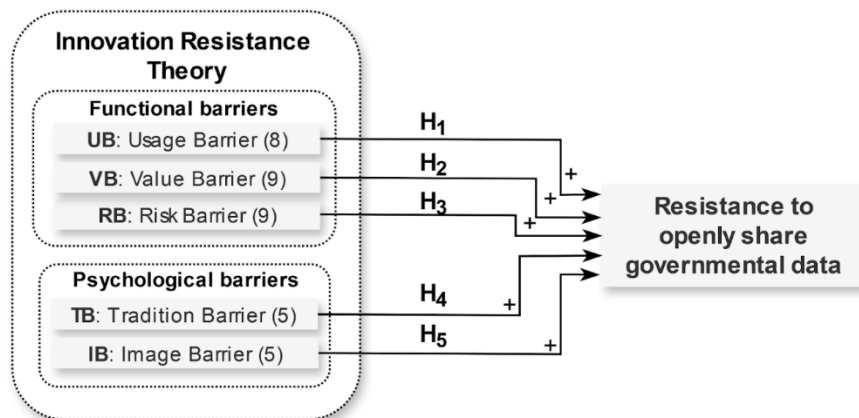 Innovation Resistance
Theory
Functional barriers
UB: Usage Barrier (8)
VB: Value Barrier (9)
RB: Risk Barrier (9)
Psychological barriers
TB: Tradition Barrier (5)
IB: Image Barrier (5)
H1
H2
H3
H4
H5
+
+
+
+
+
Resistance to
openly share
governmental data